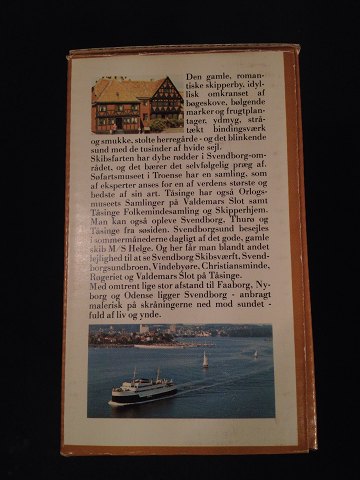 Den gamle, roman-
tiske skipperby, idyl-
lisk omkranset af
bøgeskove, bølgende
marker og frugtplan-
tager, ydmyg, strå-
tækt bindingsværk
og smukke, stolte herregårde - og det blinkende
sund med de tusinder af hvide sejl.
Skibsfarten har dybe rødder i Svendborg-om-
rådet, og det bærer det selvfølgelig præg af.
Søfartsmuseet i Troense har en samling, som
af eksperter anses for en af verdens største og
bedste af sin art. Tåsinge har også Orlogs-
museets Samlinger på Valdemars Slot samt
Tåsinge Folkemindesamling og Skipperhjem.
Man kan også opleve Svendborg, Thurø og
Tåsinge fra søsiden. Svendborgsund besejles
i sommermånederne dagligt af det gode, gamle
skib M/S Helge. Og her får man blandt andet
lejlighed til at se Svendborg Skibsværft, Svend-
borgsundbroen, Vindebyøre, Christiansminde,
Røgeriet og Valdemars Slot på Tåsinge.
Med omtrent lige stor afstand til Faaborg, Ny-
borg og Odense ligger Svendborg - anbragt
malerisk på skråningerne ned mod sundet -
fuld af liv og ynde.